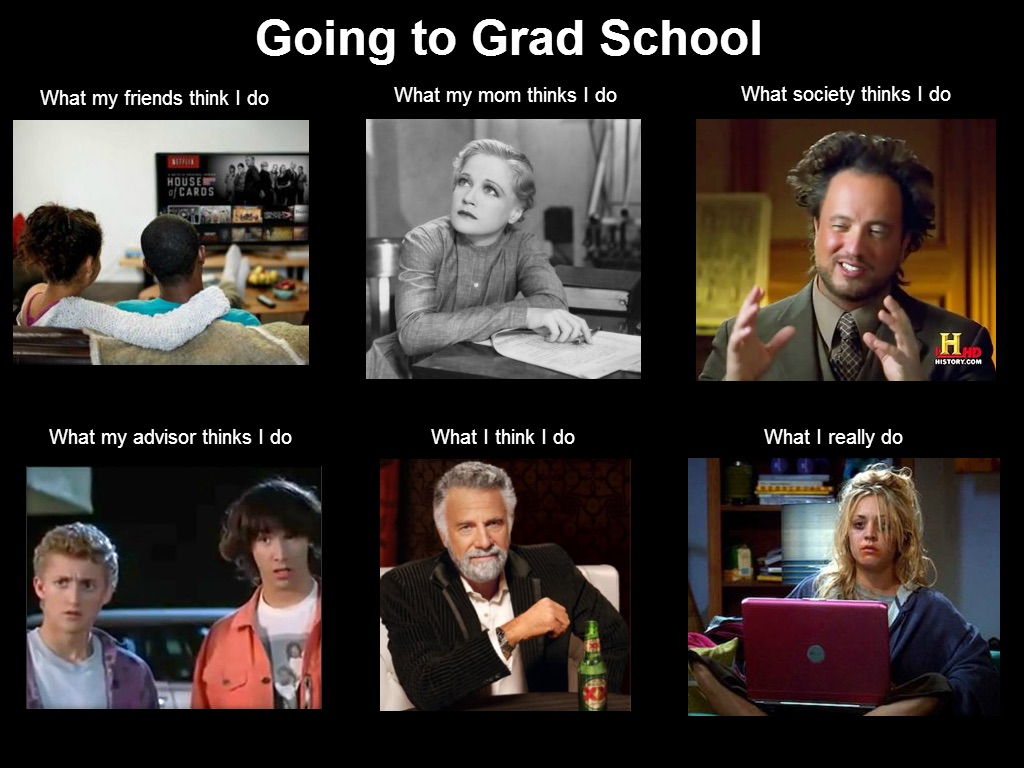 Going to Grad School
What my friends think I do
What my mom thinks I do
What society thinks I do
NETFLIX
HOUSE
of CARDS
H HD
HISTORY.COM
What my advisor thinks I do
What I think I do
What I really do
XX